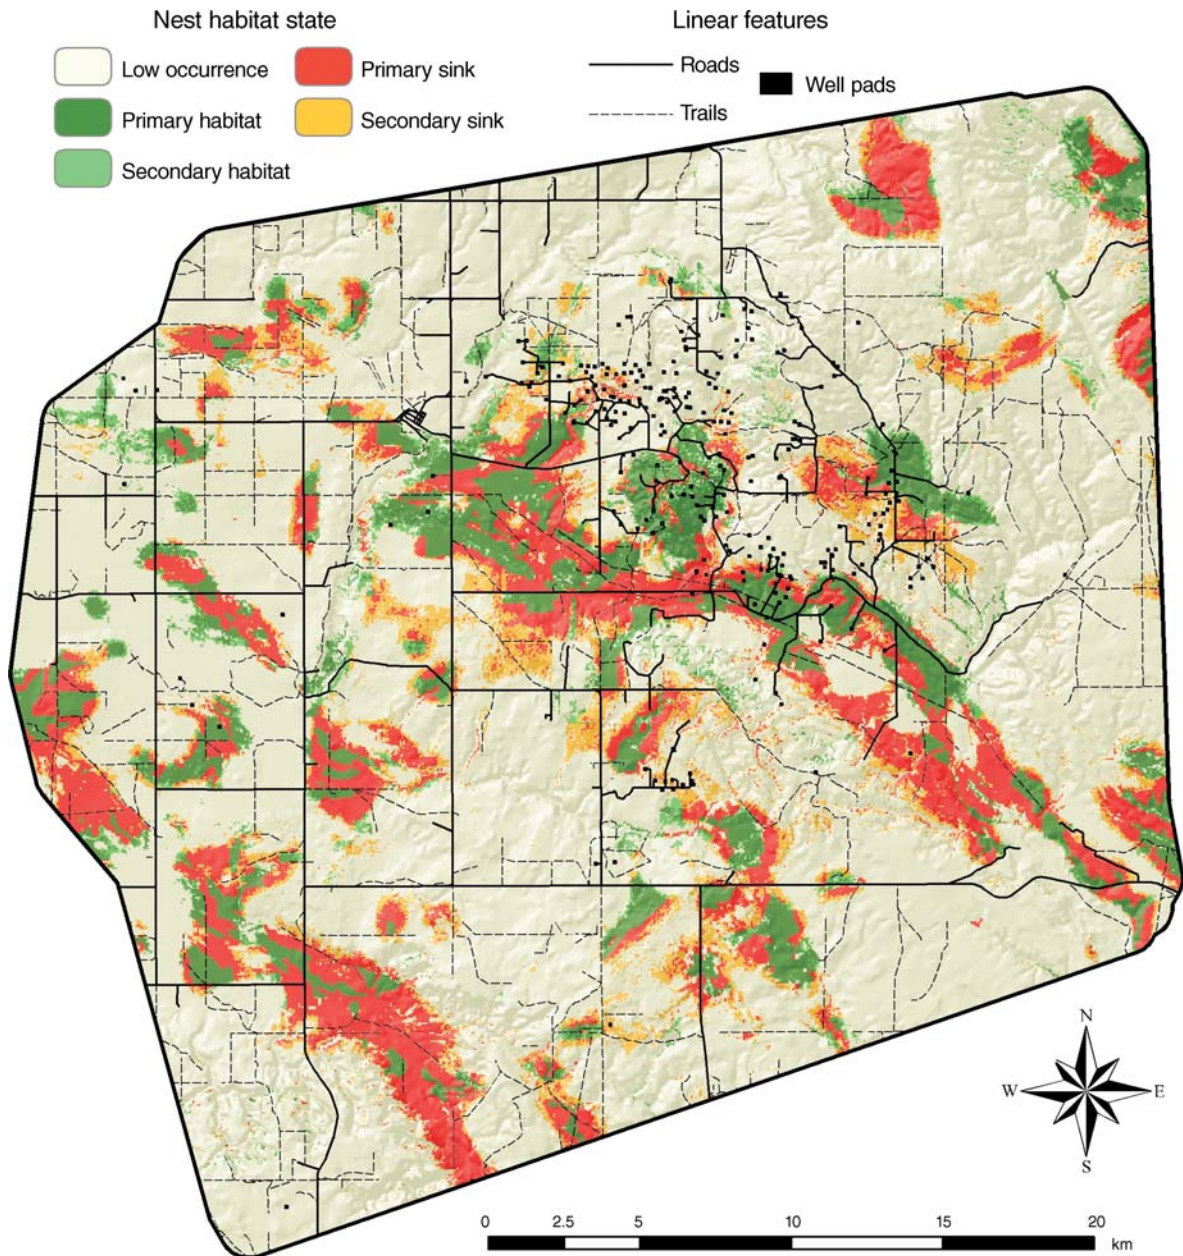 Nest habitat state
Linear features
Low occurrence
Primary sink
Roads
Well pads
Primary habitat
Secondary sink
Trails
Secondary habitat
N
W
E
S
0 2.5 5 10 15 20
km